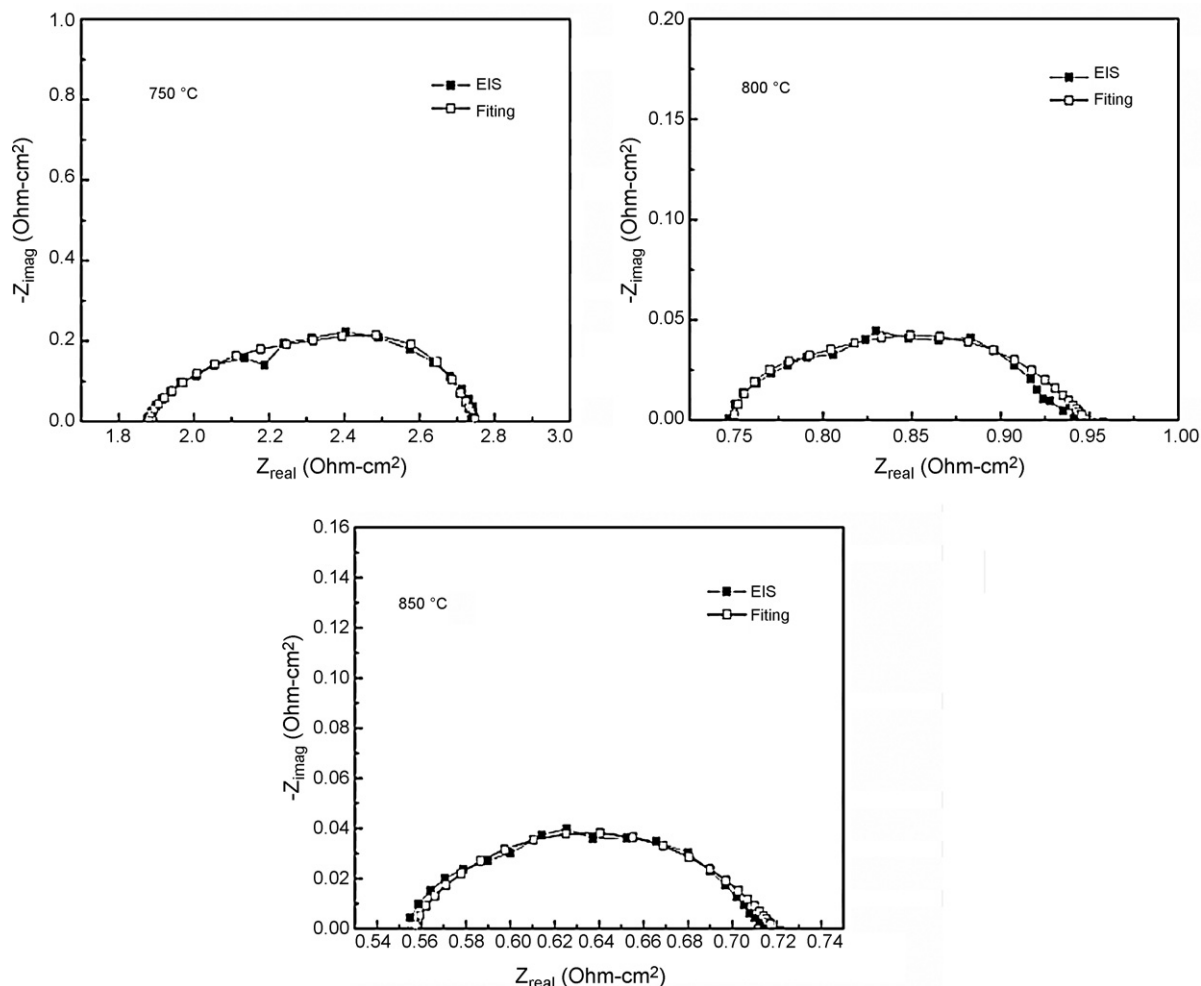 1.0
0.8
0.6
0.4
0.2
0.0
-Zimag (Ohm-cm2)
750 °C
EIS
Fiting
1.8 2.0 2.2 2.4 2.6 2.8 3.0
Zreal (Ohm-cm2)
0.20
0.15
0.10
0.05
0.00
-Zimag (Ohm-cm2)
800 °C
EIS
Fiting
0.75 0.80 0.85 0.90 0.95 1.00
Zreal (Ohm-cm2)
0.16
0.14
0.12
0.10
0.08
0.06
0.04
0.02
0.00
-Zimag (Ohm-cm2)
850 °C
EIS
Fiting
0.54 0.56 0.58 0.60 0.62 0.64 0.66 0.68 0.70 0.72 0.74
Zreal (Ohm-cm2)